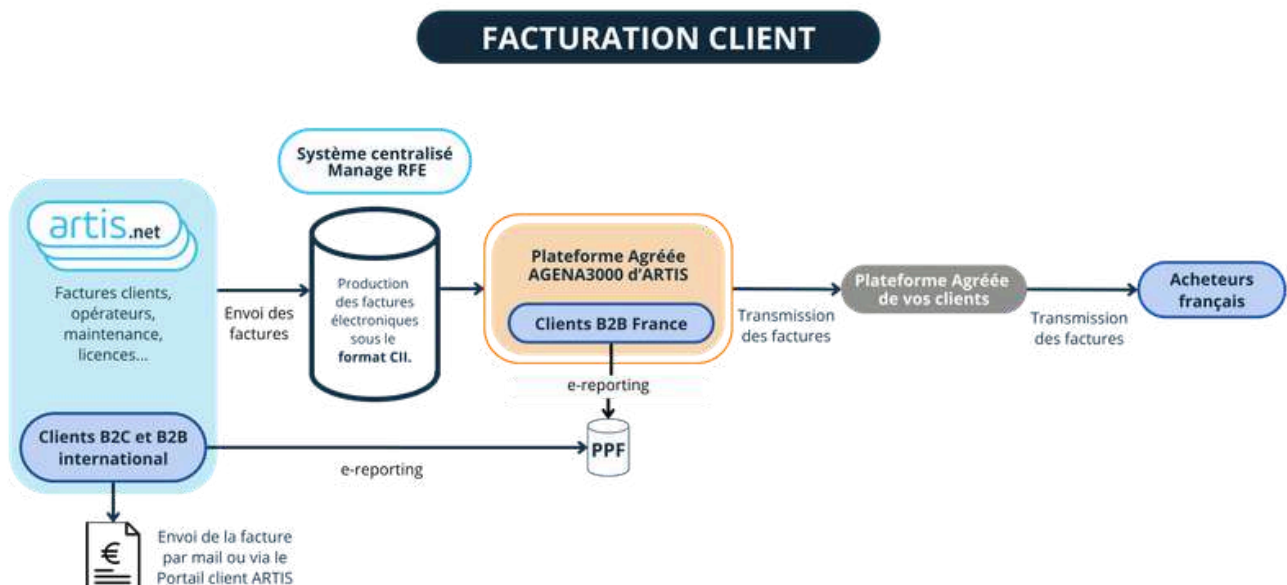 FACTURATION CLIENT
Système centralisé
Manage RFE
artis.net
Factures clients,
opérateurs,
maintenance,
licences...
Envoi des
factures
Production
des factures
électroniques
sous le
format CII.
Plateforme Agréée
AGENA3000 d'ARTIS
Clients B2B France
Transmission
des factures
Plateforme Agréée
de vos clients
Transmission
des factures
Acheteurs
français
e-reporting
PPF
Clients B2C et B2B
international
e-reporting
€
Envoi de la facture
par mail ou via le
Portail client ARTIS